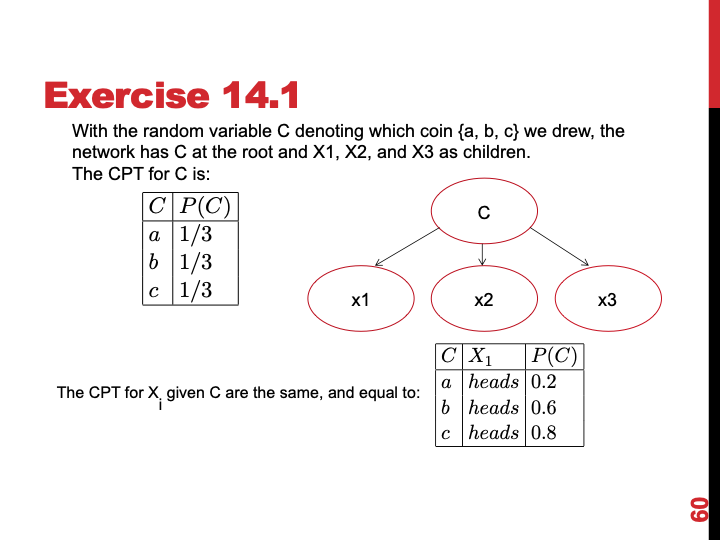 Exercise 14.1
With the random variable C denoting which coin {a, b, c} we drew, the
network has C at the root and X1, X2, and X3 as children.
The CPT for C is:
C P(C)
a 1/3
b 1/3
c 1/3
C
x1 x2 x3
The CPT for Xi given C are the same, and equal to:
C X₁ P(C)
a heads 0.2
b heads 0.6
c heads 0.8
60